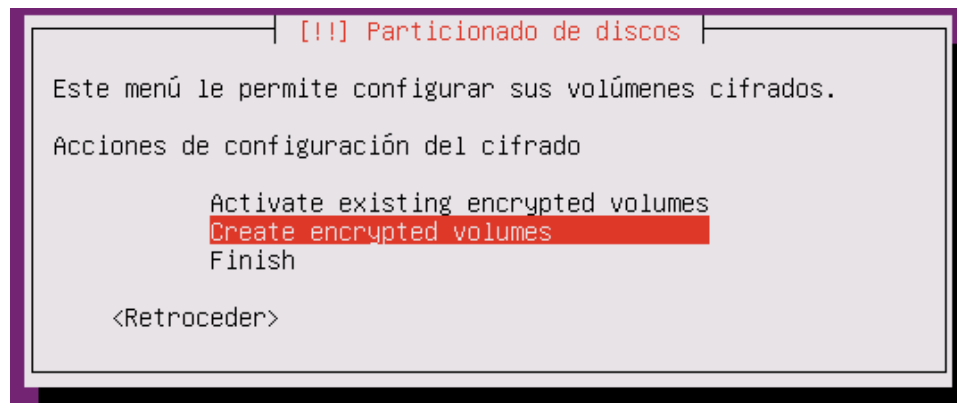 [!!] Particionado de discos
Este menú le permite configurar sus volúmenes cifrados.
Acciones de configuración del cifrado
Activate existing encrypted volumes
Create encrypted volumes
Finish
<Retroceder>